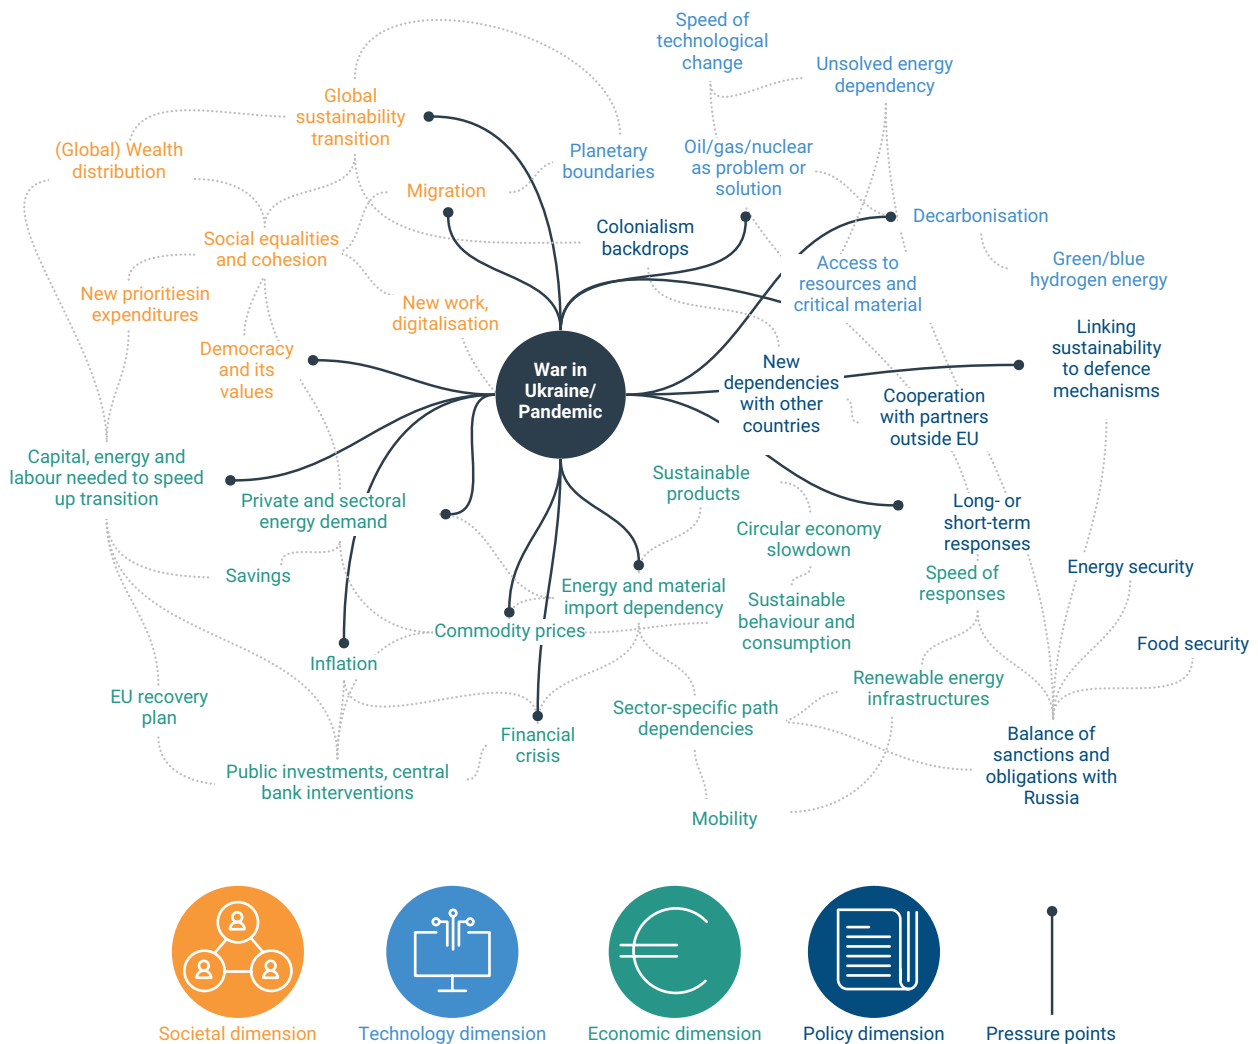 Speed of
technological
change
Unsolved energy
dependency
Global
sustainability
transition
(Global) Wealth
distribution
Planetary
boundaries
Oil/gas/nuclear
as problem or
solution
Migration
Colonialism
backdrops
Decarbonisation
Social equalities
and cohesion
Access to
resources and
critical material
Green/blue
hydrogen energy
New prioritiesin
expenditures
New work,
digitalisation
Linking
sustainability
to defence
mechanisms
Democracy
and its
values
War in
Ukraine/
Pandemic
New
dependencies
with other
countries
Cooperation
with partners
outside EU
Capital, energy and
labour needed to speed
up transition
Private and sectoral
energy demand
Sustainable
products
Long- or
short-term
responses
Circular economy
slowdown
Savings
Energy and material
import dependency
Speed of
responses
Energy security
Sustainable
behaviour and
consumption
Commodity prices
Food security
Inflation
EU recovery
plan
Renewable energy
infrastructures
Sector-specific path
dependencies
Financial
crisis
Balance of
sanctions and
obligations with
Russia
Public investments, central
bank interventions
Mobility
Societal dimension
Technology dimension
Economic dimension
Policy dimension
Pressure points